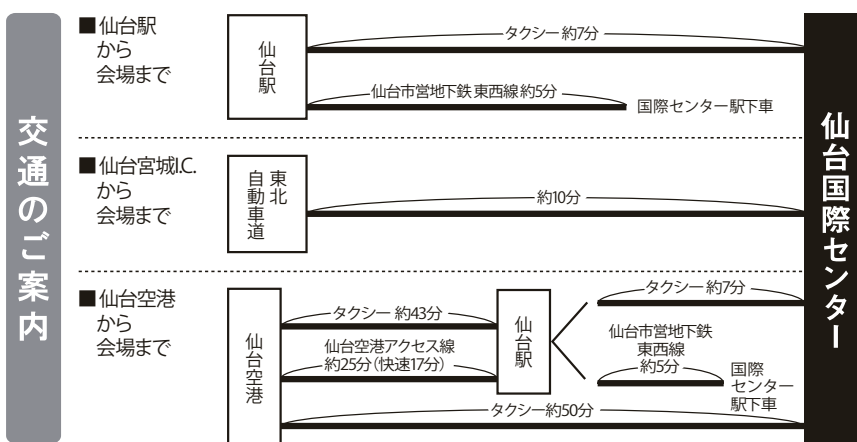 交通のご案内
■仙台駅
から
会場まで
仙台駅
タクシー 約7分
仙台市営地下鉄 東西線 約5分
国際センター駅下車
■仙台宮城I.C.
から
会場まで
東北
自動車道
約10分
■仙台空港
から
会場まで
仙台空港
タクシー 約43分
仙台空港アクセス線
約25分(快速17分)
仙台駅
タクシー 約7分
仙台市営地下鉄
東西線
約5分
国際
センター
駅下車
タクシー約50分
仙台国際センター